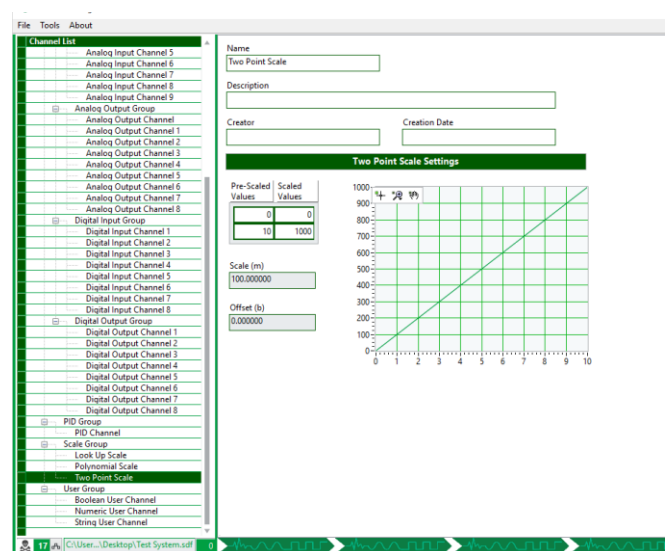 File Tools About
Channel List
Analog Input Channel 5
Analog Input Channel 6
Analog Input Channel 7
Analog Input Channel 8
Analog Input Channel 9
Analog Output Group
Analog Output Channel
Analog Output Channel 1
Analog Output Channel 2
Analog Output Channel 3
Analog Output Channel 4
Analog Output Channel 5
Analog Output Channel 6
Analog Output Channel 7
Analog Output Channel 8
Digital Input Group
Digital Input Channel 1
Digital Input Channel 2
Digital Input Channel 3
Digital Input Channel 4
Digital Input Channel 5
Digital Input Channel 6
Digital Input Channel 7
Digital Input Channel 8
Digital Output Group
Digital Output Channel 1
Digital Output Channel 2
Digital Output Channel 3
Digital Output Channel 4
Digital Output Channel 5
Digital Output Channel 6
Digital Output Channel 7
Digital Output Channel 8
PID Group
PID Channel
Scale Group
Look Up Scale
Polynomial Scale
Two Point Scale
User Group
Boolean User Channel
Numeric User Channel
String User Channel
17 C:\User...\Desktop\Test System.sdf 0
Name
Two Point Scale
Description
Creator Creation Date
Two Point Scale Settings
Pre-Scaled Scaled
Values Values
0 0
10 1000
Scale (m)
100.000000
Offset (b)
0.000000
1000
900
800
700
600
500
400
300
200
100
0
0 1 2 3 4 5 6 7 8 9 10